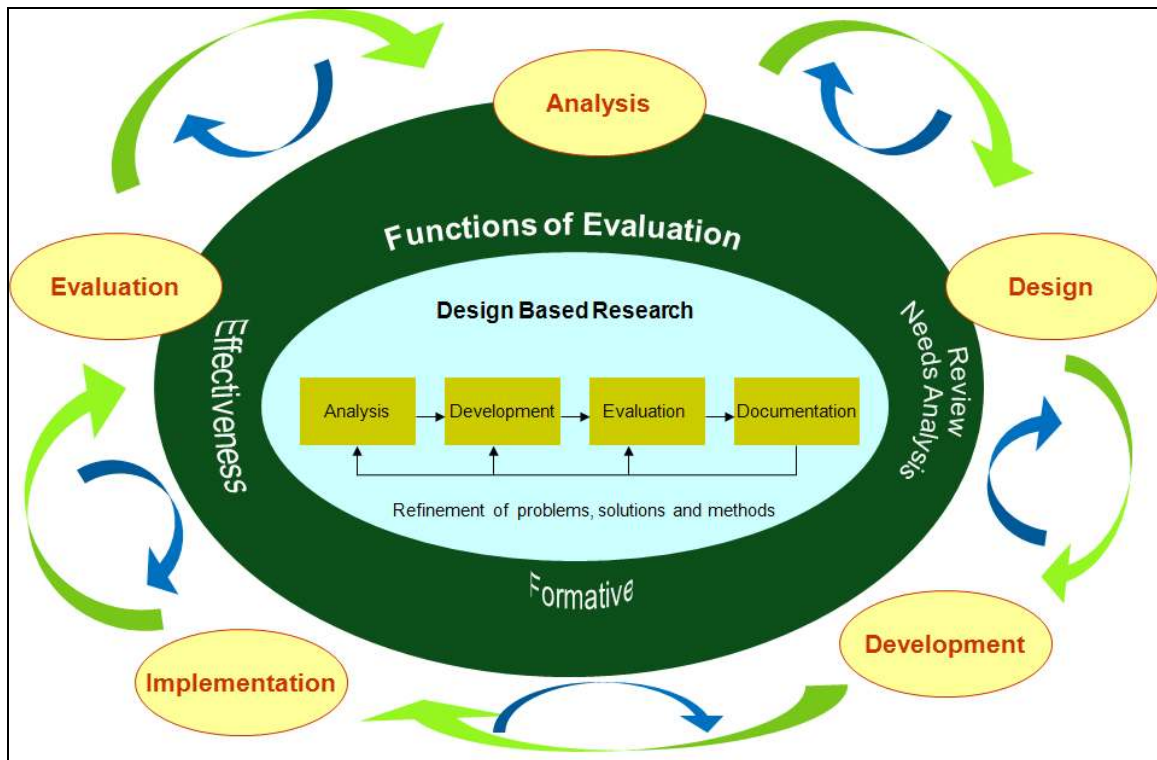 Analysis
Evaluation
Design
Functions of Evaluation
Effectiveness
Review
Needs Analysis
Design Based Research
Analysis
Development
Evaluation
Documentation
Refinement of problems, solutions and methods
Formative
Implementation
Development